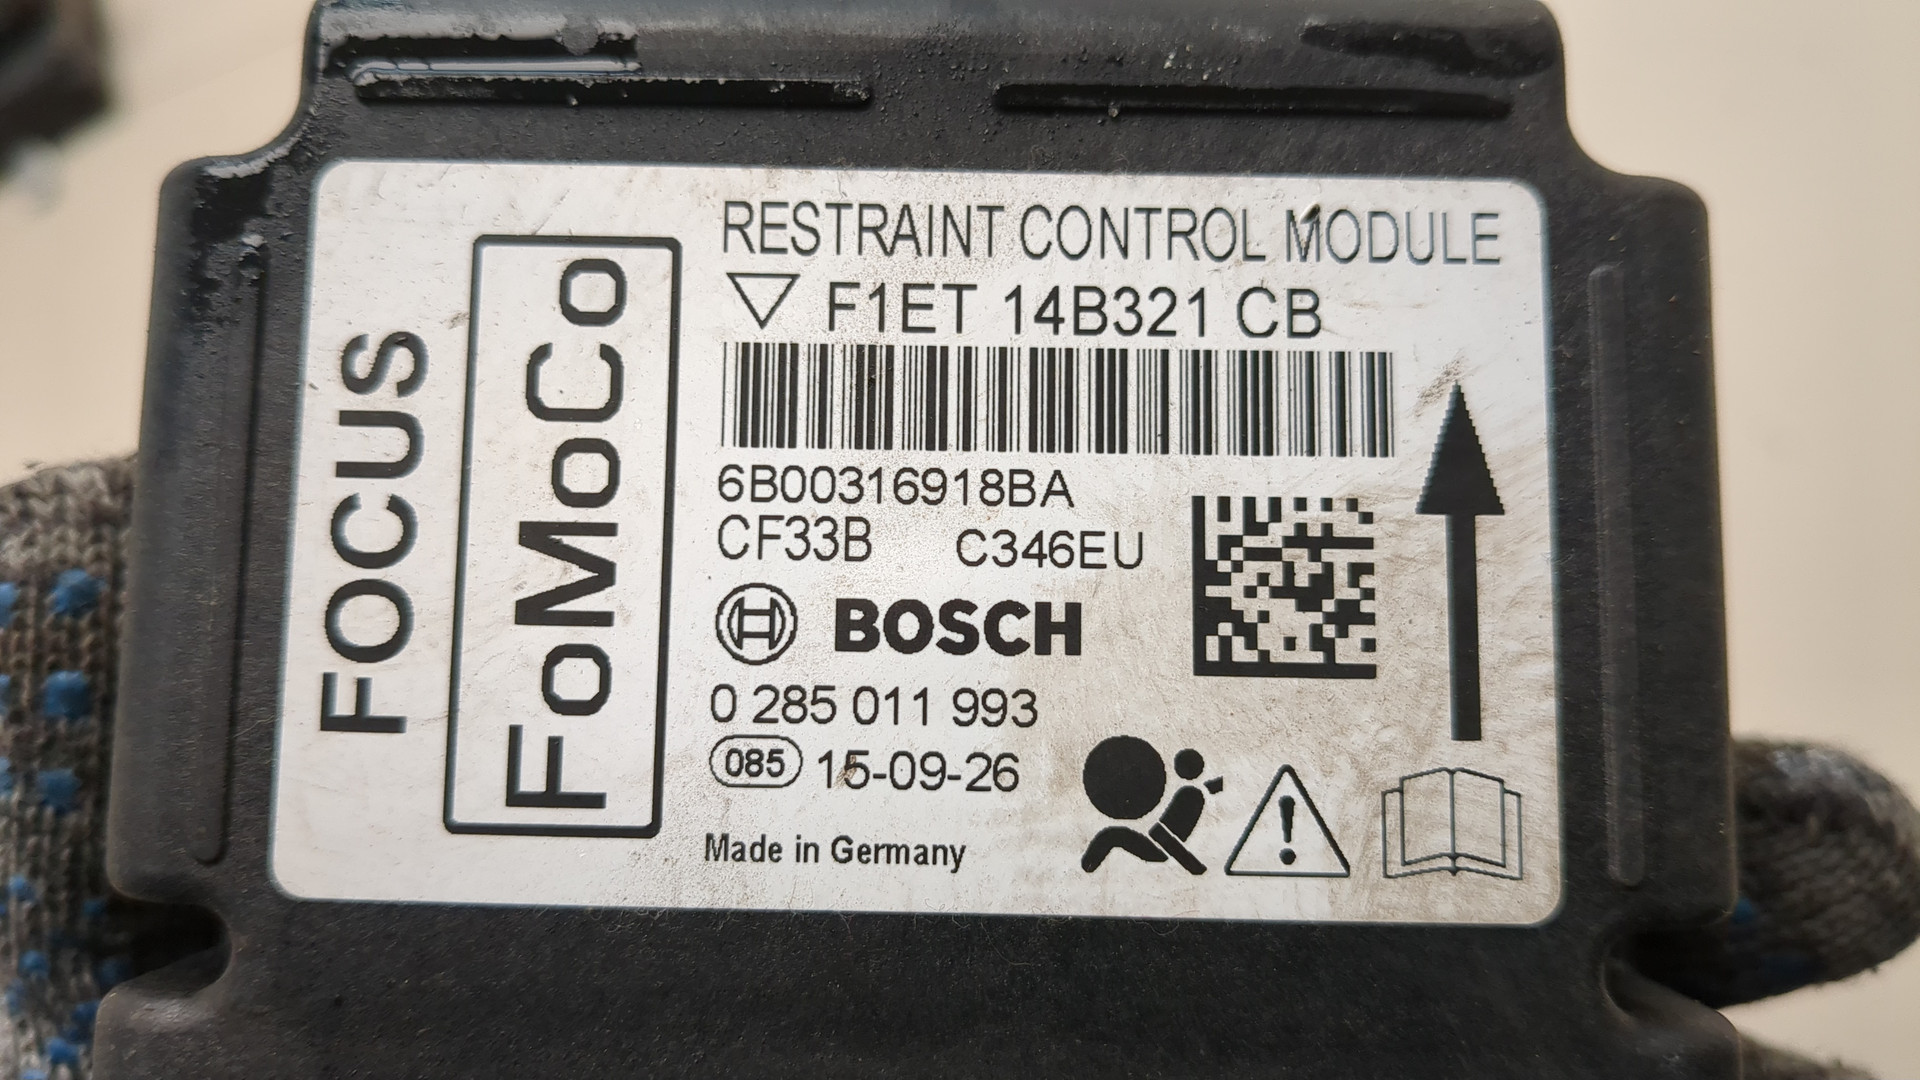 FOCUS
FoMoCo
RESTRAINT CONTROL MODULE
F1ET 14B321 CB
6B00316918BA
CF33B C346EU
BOSCH
0 285 011 993
085 15-09-26
Made in Germany